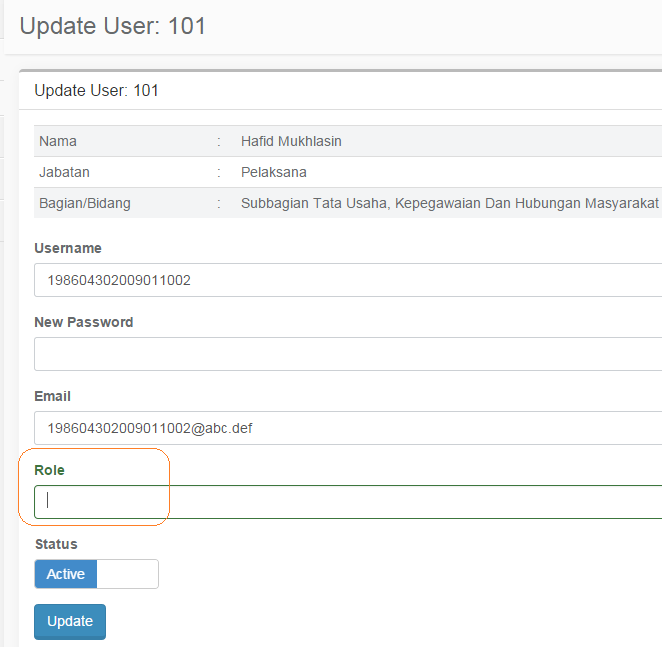 Update User: 101
Update User: 101
Nama : Hafid Mukhlasin
Jabatan : Pelaksana
Bagian/Bidang : Subbagian Tata Usaha, Kepegawaian Dan Hubungan Masyarakat
Username
198604302009011002
New Password
Email
198604302009011002@abc.def
Role
Status
Active
Update